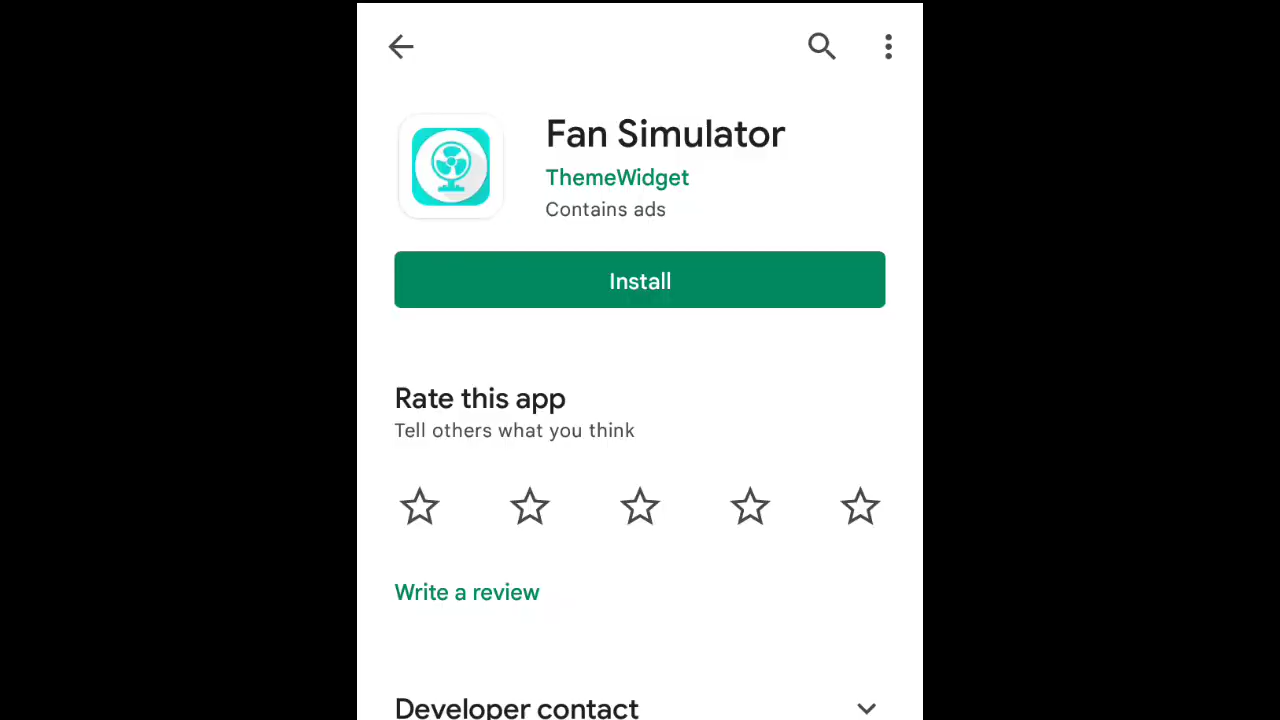 Fan Simulator
ThemeWidget
Contains ads
Install
Rate this app
Tell others what you think
Write a review
Developer contact